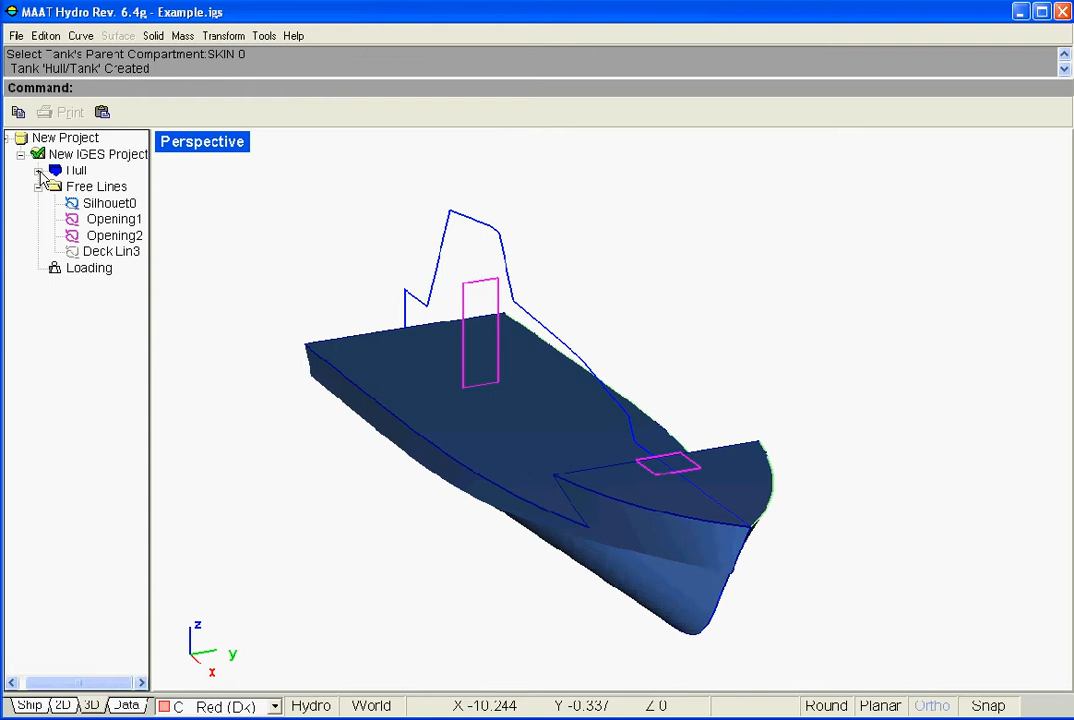 MAAT Hydro Rev. 6.4g - Example.igs
File Editon Curve Surface Solid Mass Transform Tools Help
Select Tank's Parent Compartment:SKIN 0
Tank 'Hull/Tank' Created
Command:
Print
New Project
Perspective
New IGES Project
Hull
Free Lines
Silhouet0
Opening1
Opening2
Deck Lin3
Loading
z
y
x
Ship 2D 3D Data C Red (Dk) Hydro World X -10.244 Y -0.337 ∠ 0 Round Planar Ortho Snap